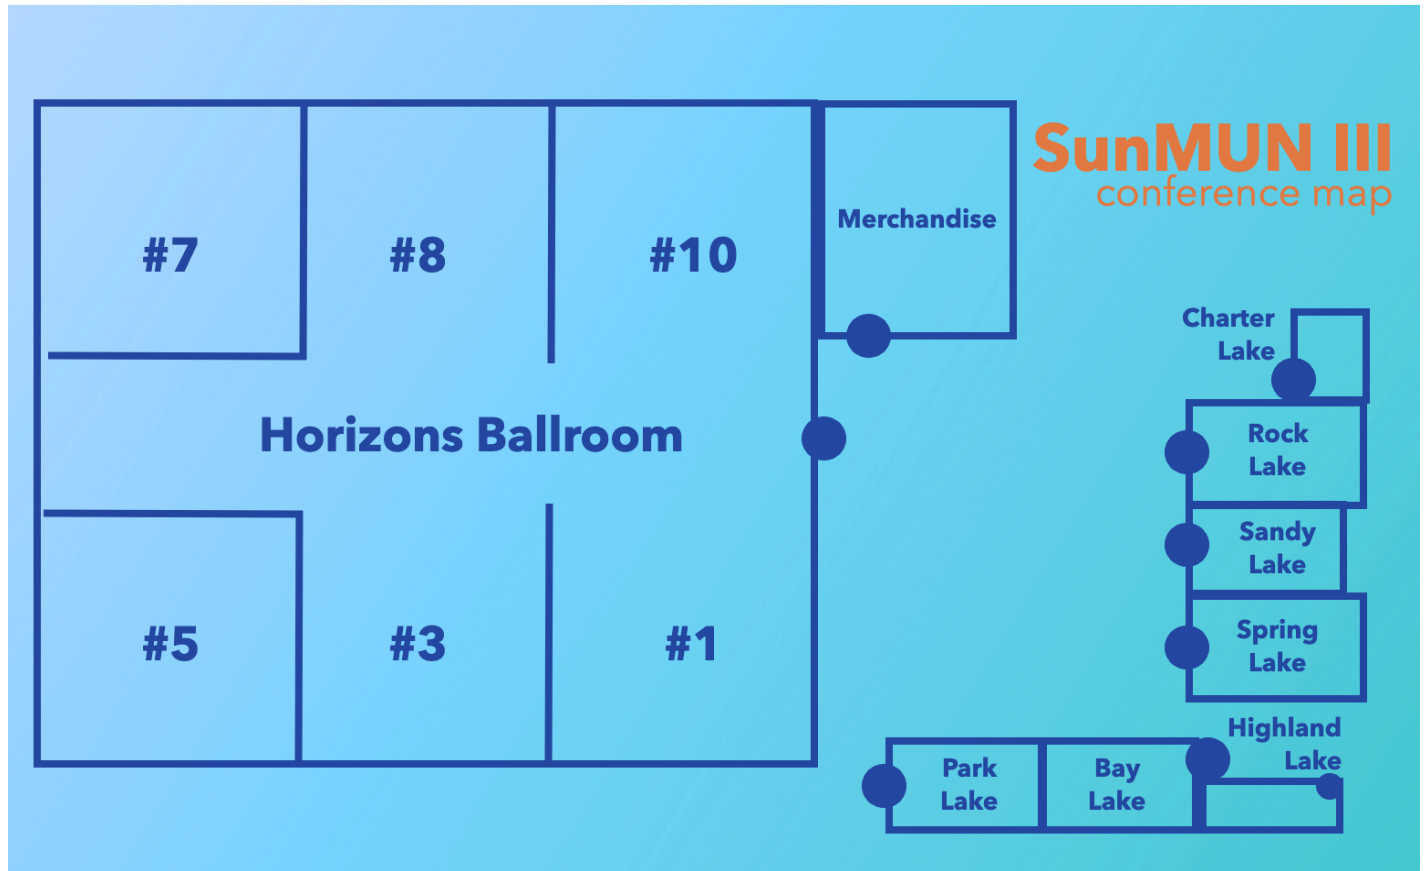 SunMUN III
conference map
#7
#8
#10
Merchandise
Charter
Lake
Horizons Ballroom
Rock
Lake
Sandy
Lake
#5
#3
#1
Spring
Lake
Highland
Lake
Park
Lake
Bay
Lake